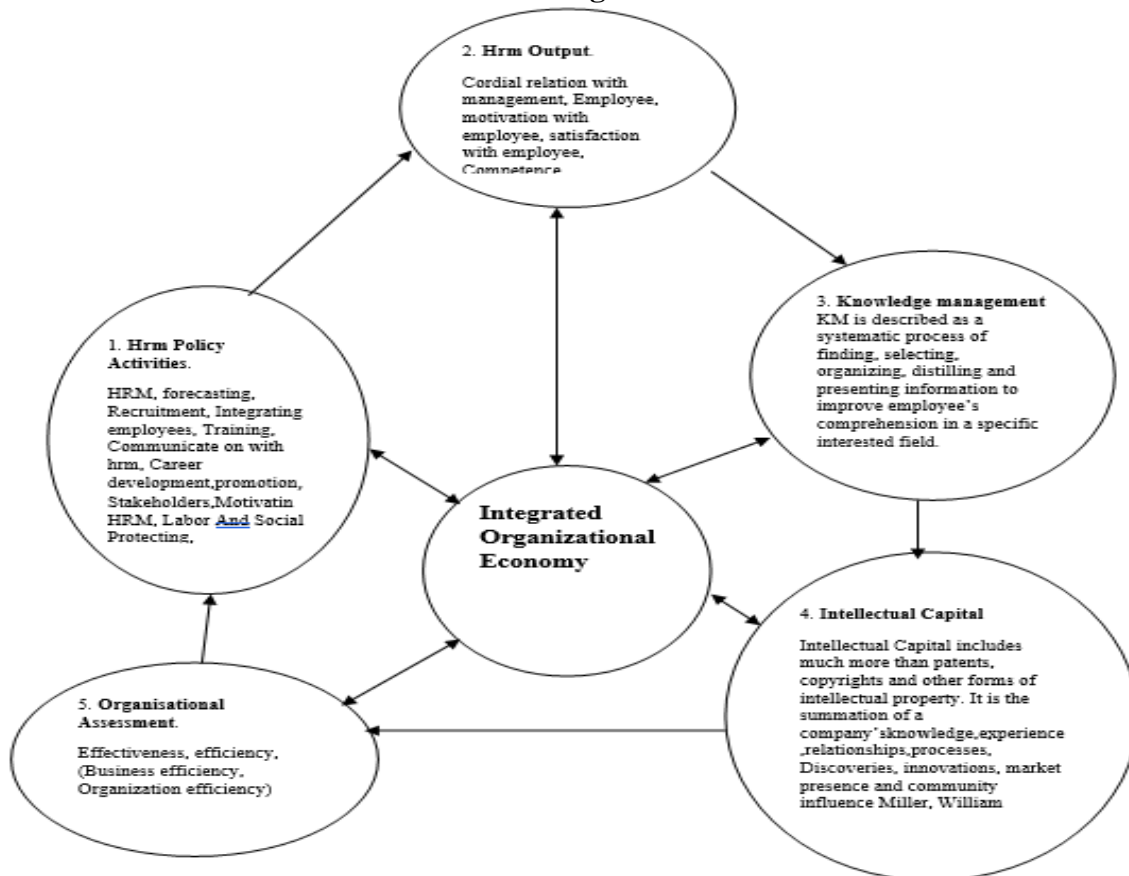 2. Hrm Output.
Cordial relation with
management, Employee,
motivation with
employee, satisfaction
with employee,
Competence
1. Hrm Policy
Activities.
HRM, forecasting,
Recruitment, Integrating
employees, Training,
Communicate on with
hrm, Career
development,promotion,
Stakeholders,Motivatin
HRM, Labor And Social
Protecting,
3. Knowledge management
KM is described as a
systematic process of
finding, selecting,
organizing, distilling and
presenting information to
improve employee's
comprehension in a specific
interested field.
Integrated
Organizational
Economy
4. Intellectual Capital
Intellectual Capital includes
much more than patents,
copyrights and other forms of
intellectual property. It is the
summation of a
company'sknowledge,experience
,relationships,processes,
Discoveries, innovations, market
presence and community
influence Miller, William
5. Organisational
Assessment.
Effectiveness, efficiency,
(Business efficiency,
Organization efficiency)